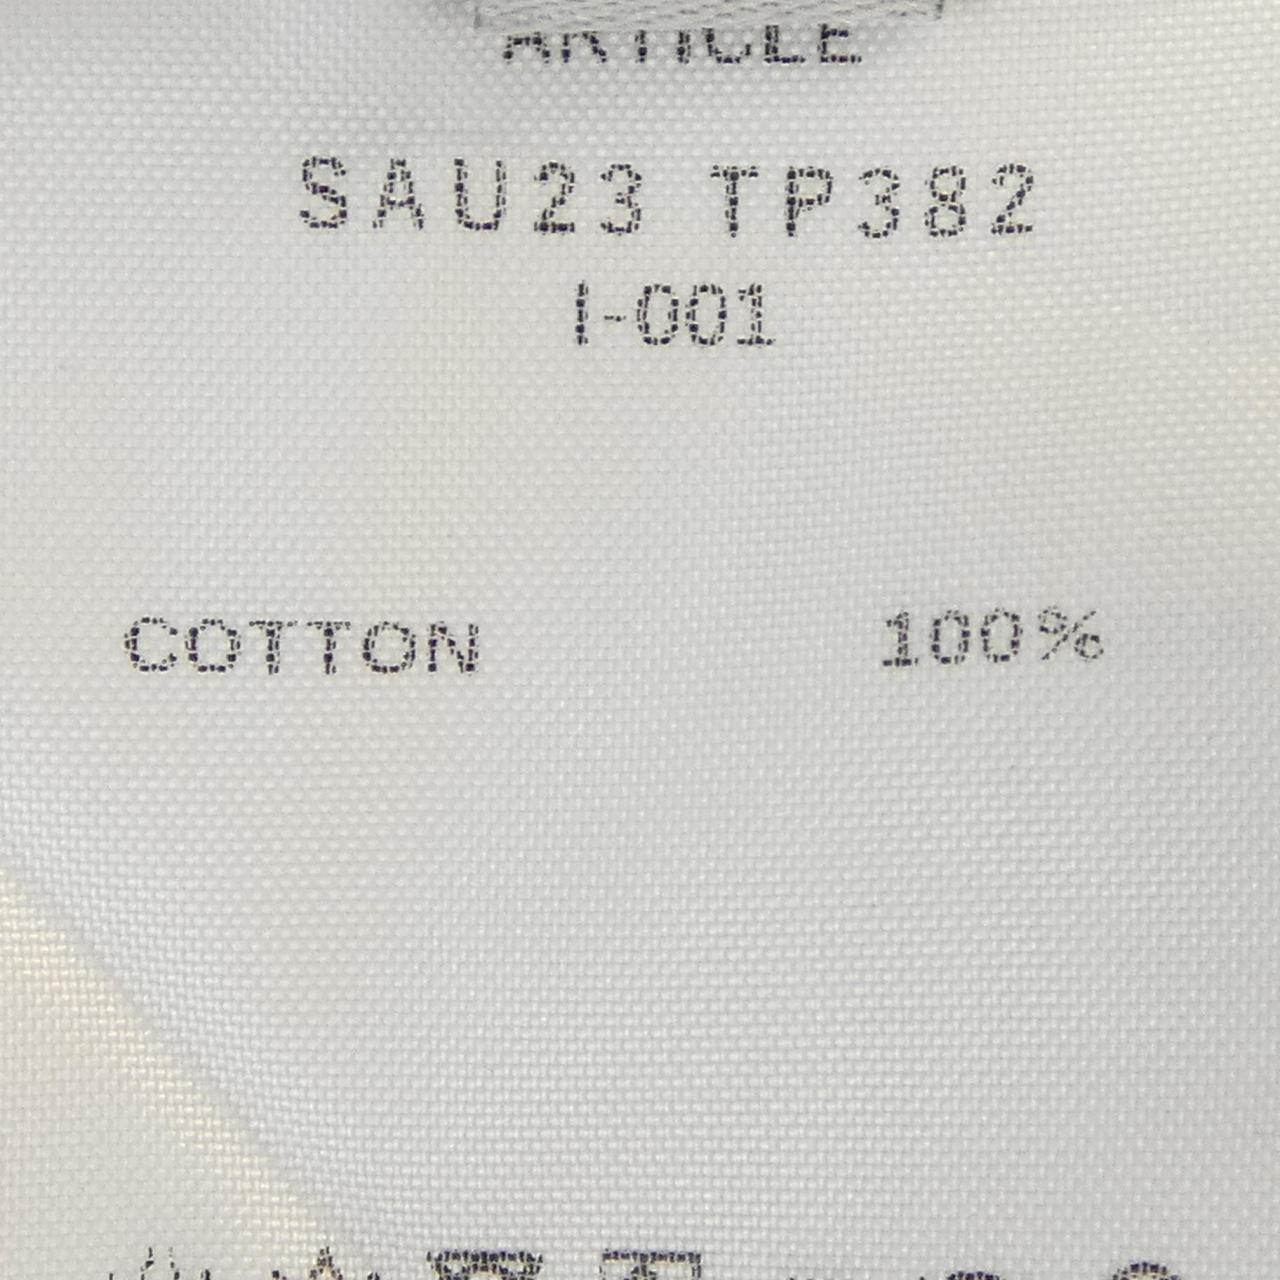 ARTICLE
SAU23 TP382
I-001
COTTON 100%